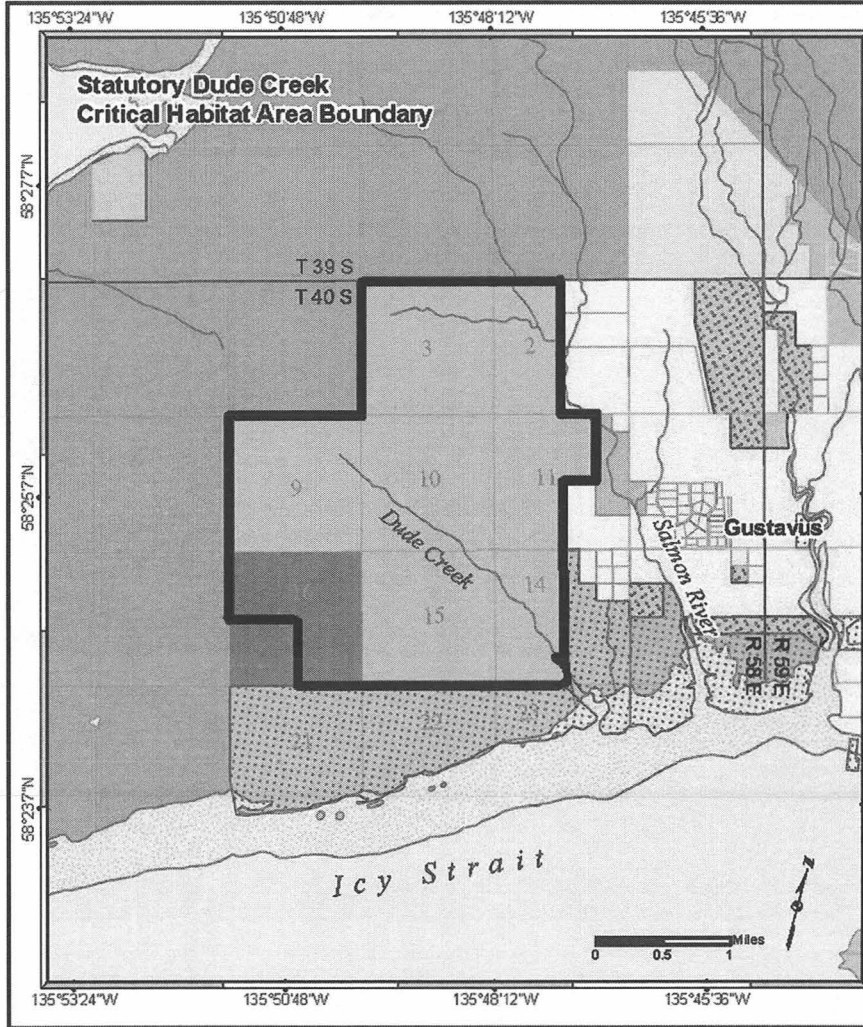 135°53'24"W
135°50'48"W
135°48'12"W
135°45'36"W
Statutory Dude Creek
Critical Habitat Area Boundary
58°27'7"N
T 39 S
T 40 S
3
2
9
10
11
58°25'7"N
Dude Creek
Salmon River
Gustavus
14
15
R 58 E
R 59 E
21
22
23
58°23'7"N
Icy Strait
N
Miles
0
0.5
1
135°53'24"W
135°50'48"W
135°48'12"W
135°45'36"W